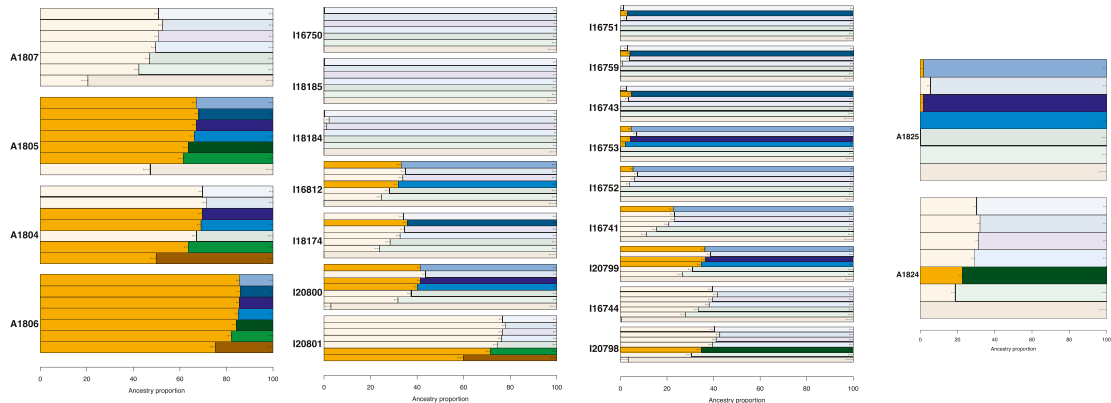 A1807
A1805
A1804
A1806
0 20 40 60 80 100
Ancestry proportion
I16750
I18185
I18184
I16812
I18174
I20800
I20801
0 20 40 60 80 100
Ancestry proportion
I16751
I16759
I16743
I16753
I16752
I16741
I20799
I16744
I20798
0 20 40 60 80 100
Ancestry proportion
A1825
A1824
0 20 40 60 80 100
Ancestry proportion